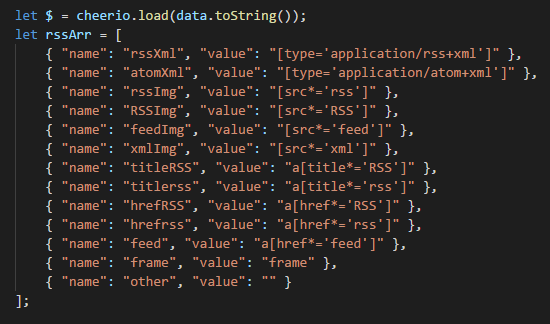 let $ = cheerio.load(data.toString());
let rssArr = [
    { "name": "rssXml", "value": "[type='application/rss+xml']" },
    { "name": "atomXml", "value": "[type='application/atom+xml']" },
    { "name": "rssImg", "value": "[src*='rss']" },
    { "name": "RSSImg", "value": "[src*='RSS']" },
    { "name": "feedImg", "value": "[src*='feed']" },
    { "name": "xmlImg", "value": "[src*='xml']" },
    { "name": "titleRSS", "value": "a[title*='RSS']" },
    { "name": "titlerss", "value": "a[title*='rss']" },
    { "name": "hrefRSS", "value": "a[href*='RSS']" },
    { "name": "hrefrss", "value": "a[href*='rss']" },
    { "name": "feed", "value": "a[href*='feed']" },
    { "name": "frame", "value": "frame" },
    { "name": "other", "value": "" }
];